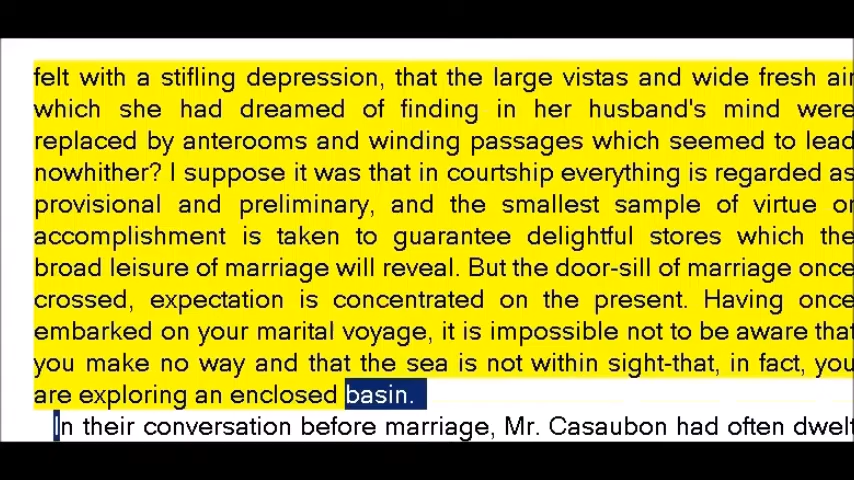 felt with a stifling depression, that the large vistas and wide fresh air
which she had dreamed of finding in her husband's mind were
replaced by anterooms and winding passages which seemed to lead
nowhither? I suppose it was that in courtship everything is regarded as
provisional and preliminary, and the smallest sample of virtue or
accomplishment is taken to guarantee delightful stores which the
broad leisure of marriage will reveal. But the door-sill of marriage once
crossed, expectation is concentrated on the present. Having once
embarked on your marital voyage, it is impossible not to be aware that
you make no way and that the sea is not within sight-that, in fact, you
are exploring an enclosed basin.
In their conversation before marriage, Mr. Casaubon had often dwelt